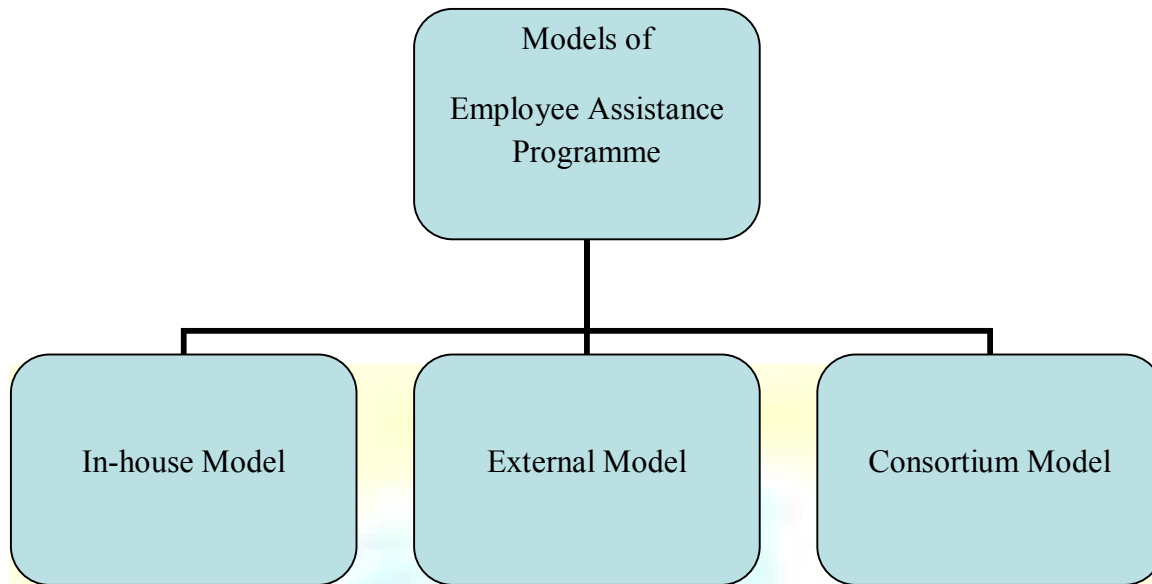 Models of
Employee Assistance
Programme
In-house Model
External Model
Consortium Model